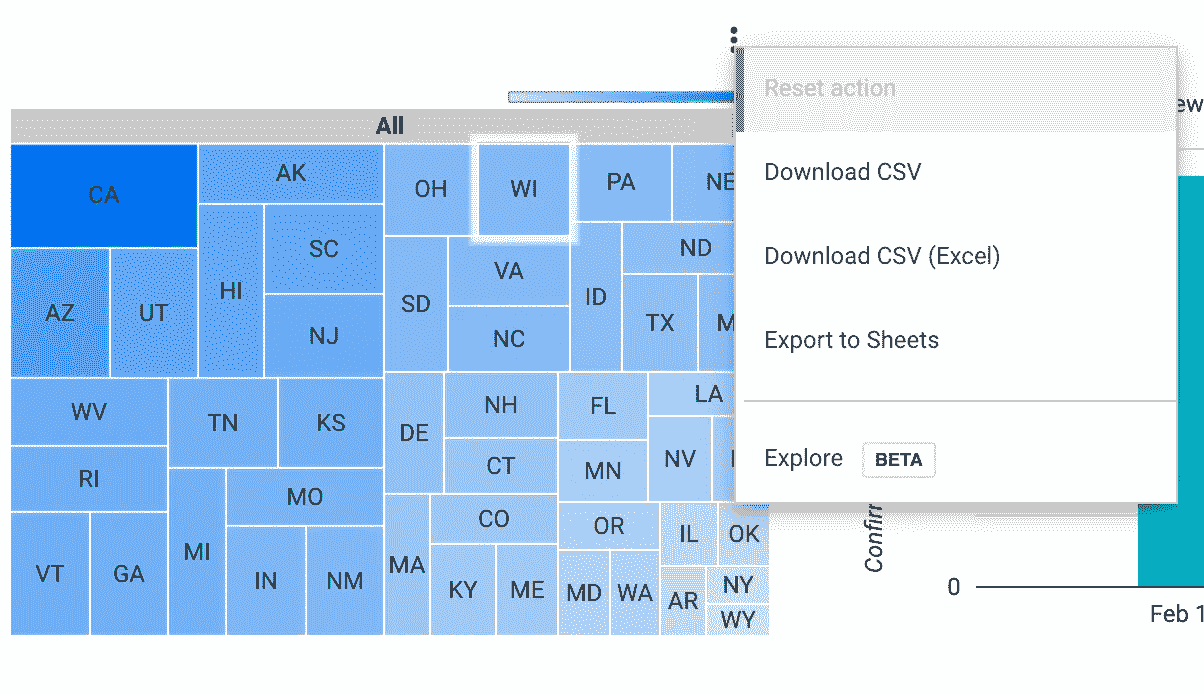 Reset action
ew
Download CSV
Download CSV (Excel)
Export to Sheets
Explore BETA
All
CA
AK
OH
WI
PA
NE
AZ
UT
HI
SC
NJ
SD
VA
NC
ID
ND
TX
M
WV
RI
TN
KS
DE
NH
CT
FL
MN
LA
NV
VT
GA
MI
MO
IN
NM
MA
CO
KY
ME
OR
MD
WA
IL
OK
AR
NY
WY
Confirr
0
Feb 1